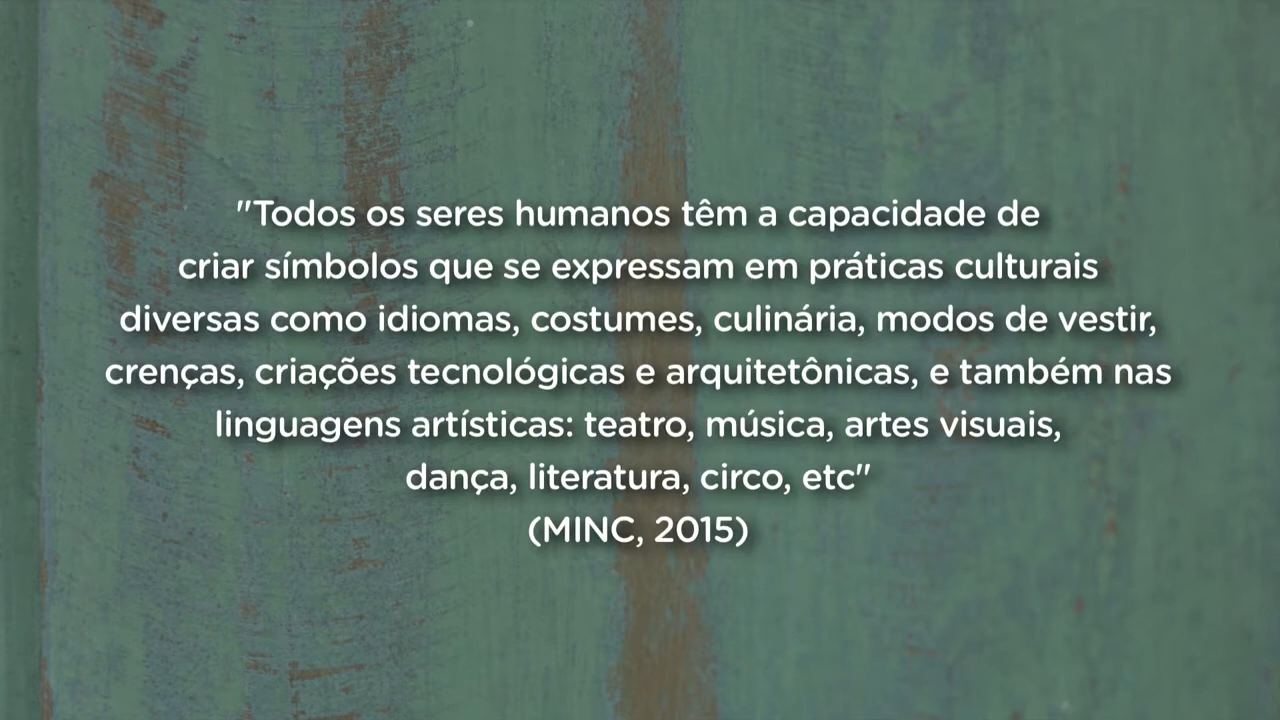 "Todos os seres humanos têm a capacidade de
criar símbolos que se expressam em práticas culturais
diversas como idiomas, costumes, culinária, modos de vestir,
crenças, criações tecnológicas e arquitetônicas, e também nas
linguagens artísticas: teatro, música, artes visuais,
dança, literatura, circo, etc"
(MINC, 2015)